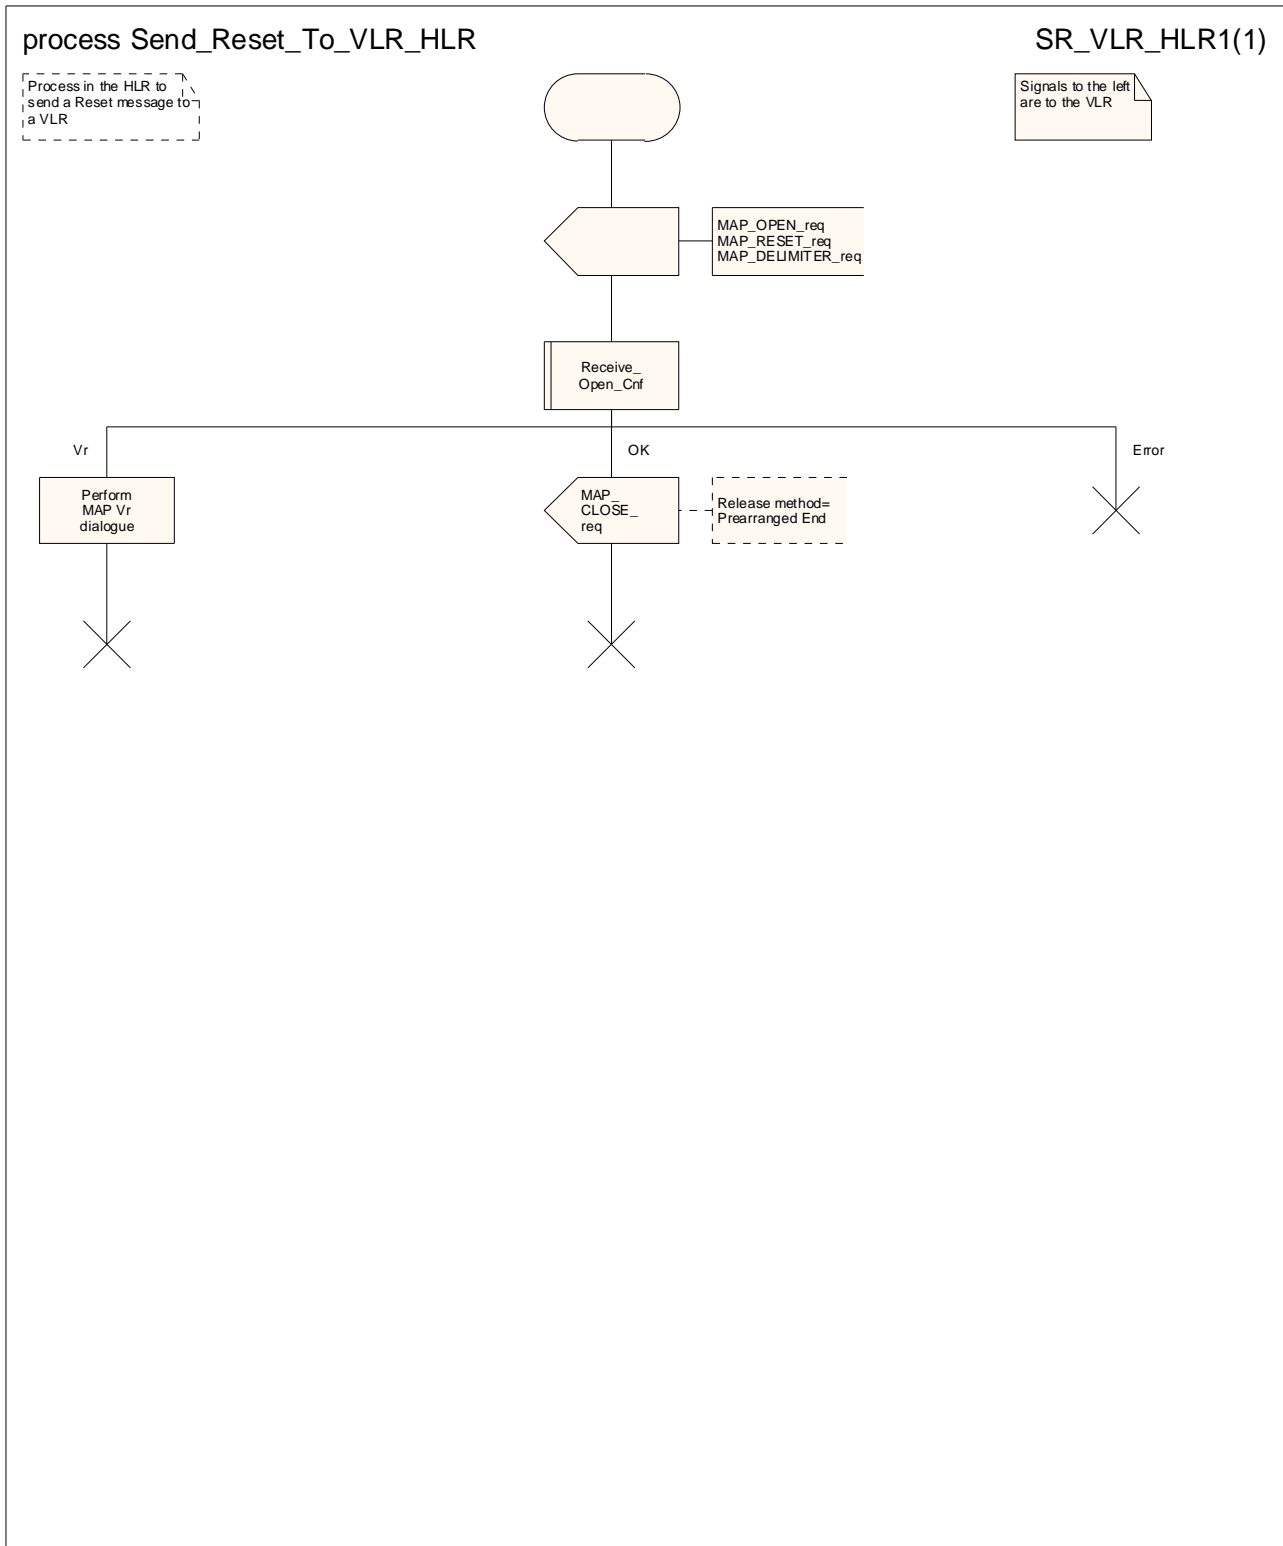 process Send_Reset_To_VLR_HLR
SR_VLR_HLR1(1)
Process in the HLR to
send a Reset message to
a VLR
Signals to the left
are to the VLR
MAP_OPEN_req
MAP_RESET_req
MAP_DELIMITER_req
Receive_
Open_Cnf
Vr
OK
Error
Perform
MAP Vr
dialogue
MAP_
CLOSE_
req
Release method=
Prearranged End